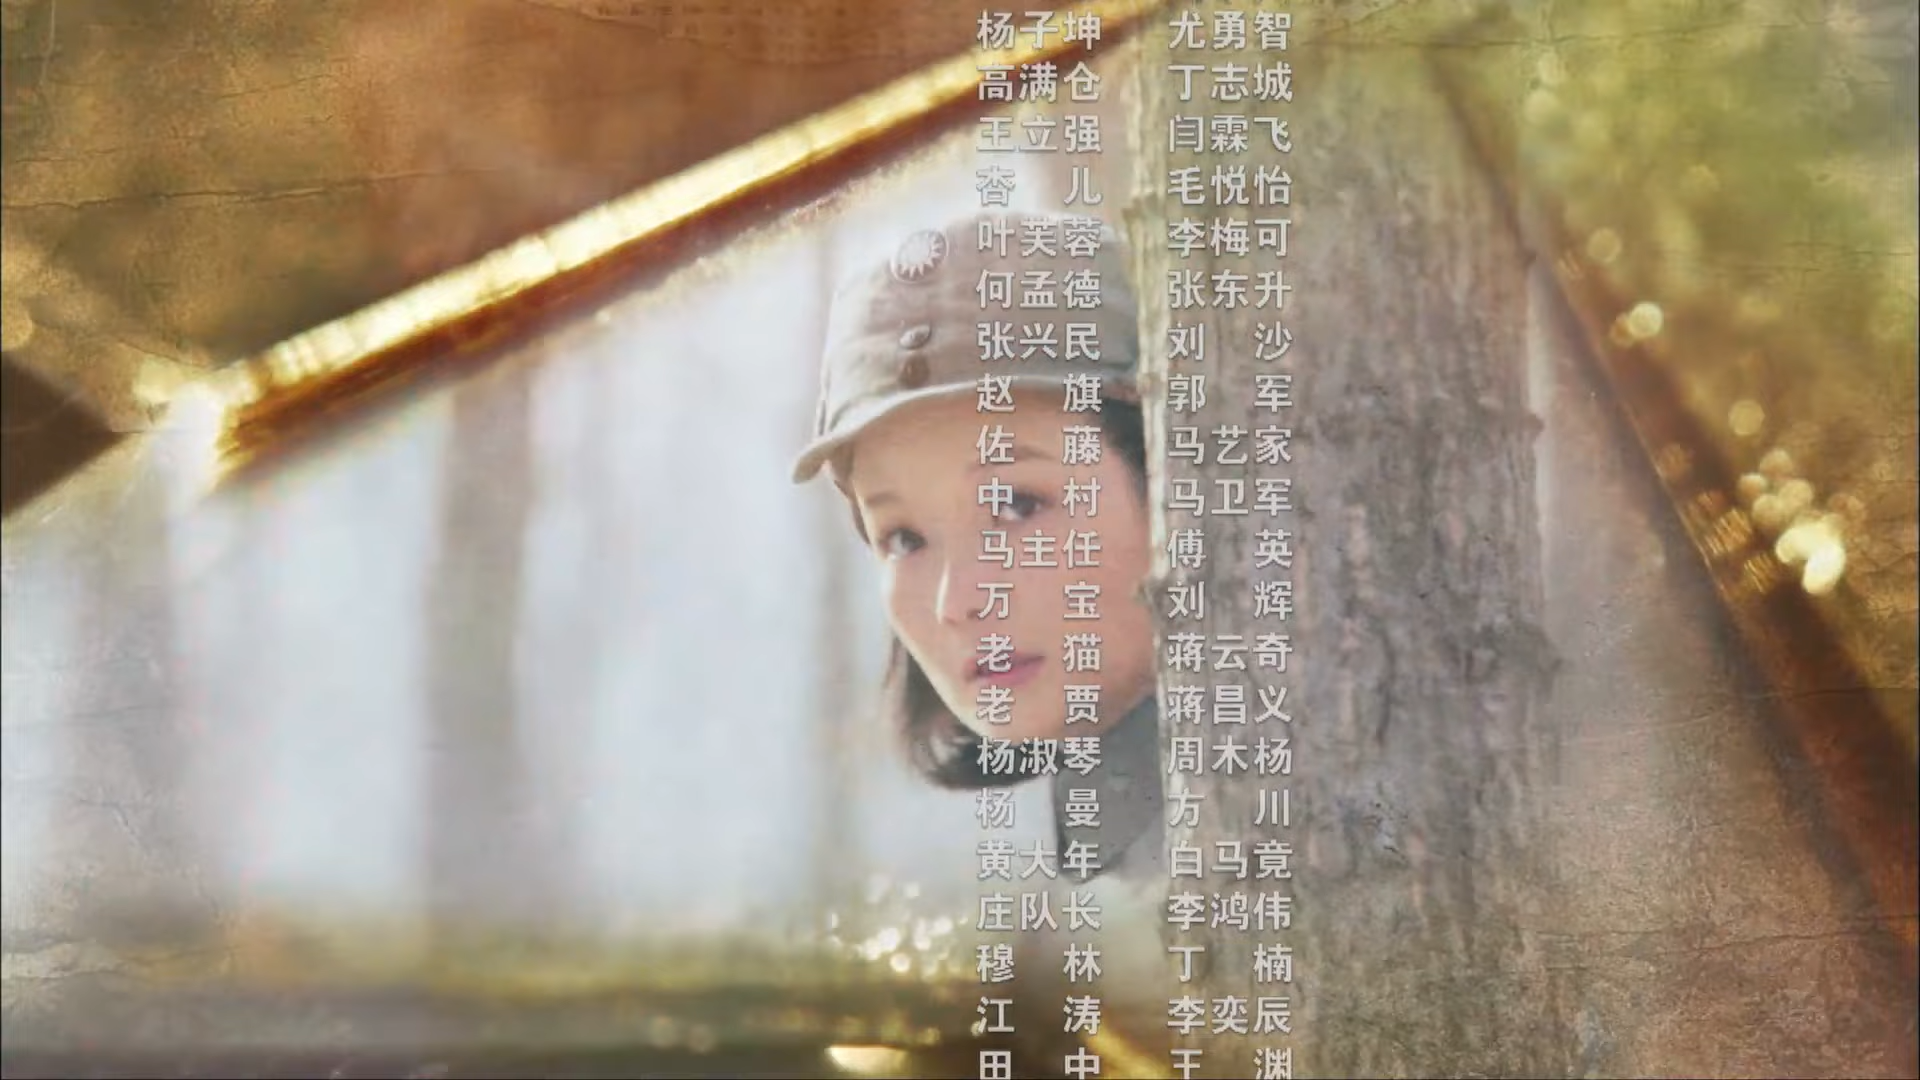 杨子坤 尤勇智
高满仓 丁志城
王立强 闫霖飞
杏儿 毛悦怡
叶芙蓉 李梅可
何孟德 张东升
张兴民 刘沙
赵旗 郭军
佐藤 马艺家
中村 马卫军
马主任 傅英
万宝 刘辉
老猫 蒋云奇
老贾 蒋昌义
杨淑琴 周木杨
杨曼 方川
黄大年 白马竟
庄队长 李鸿伟
穆林 丁楠
江涛 李奕辰
田中 王渊